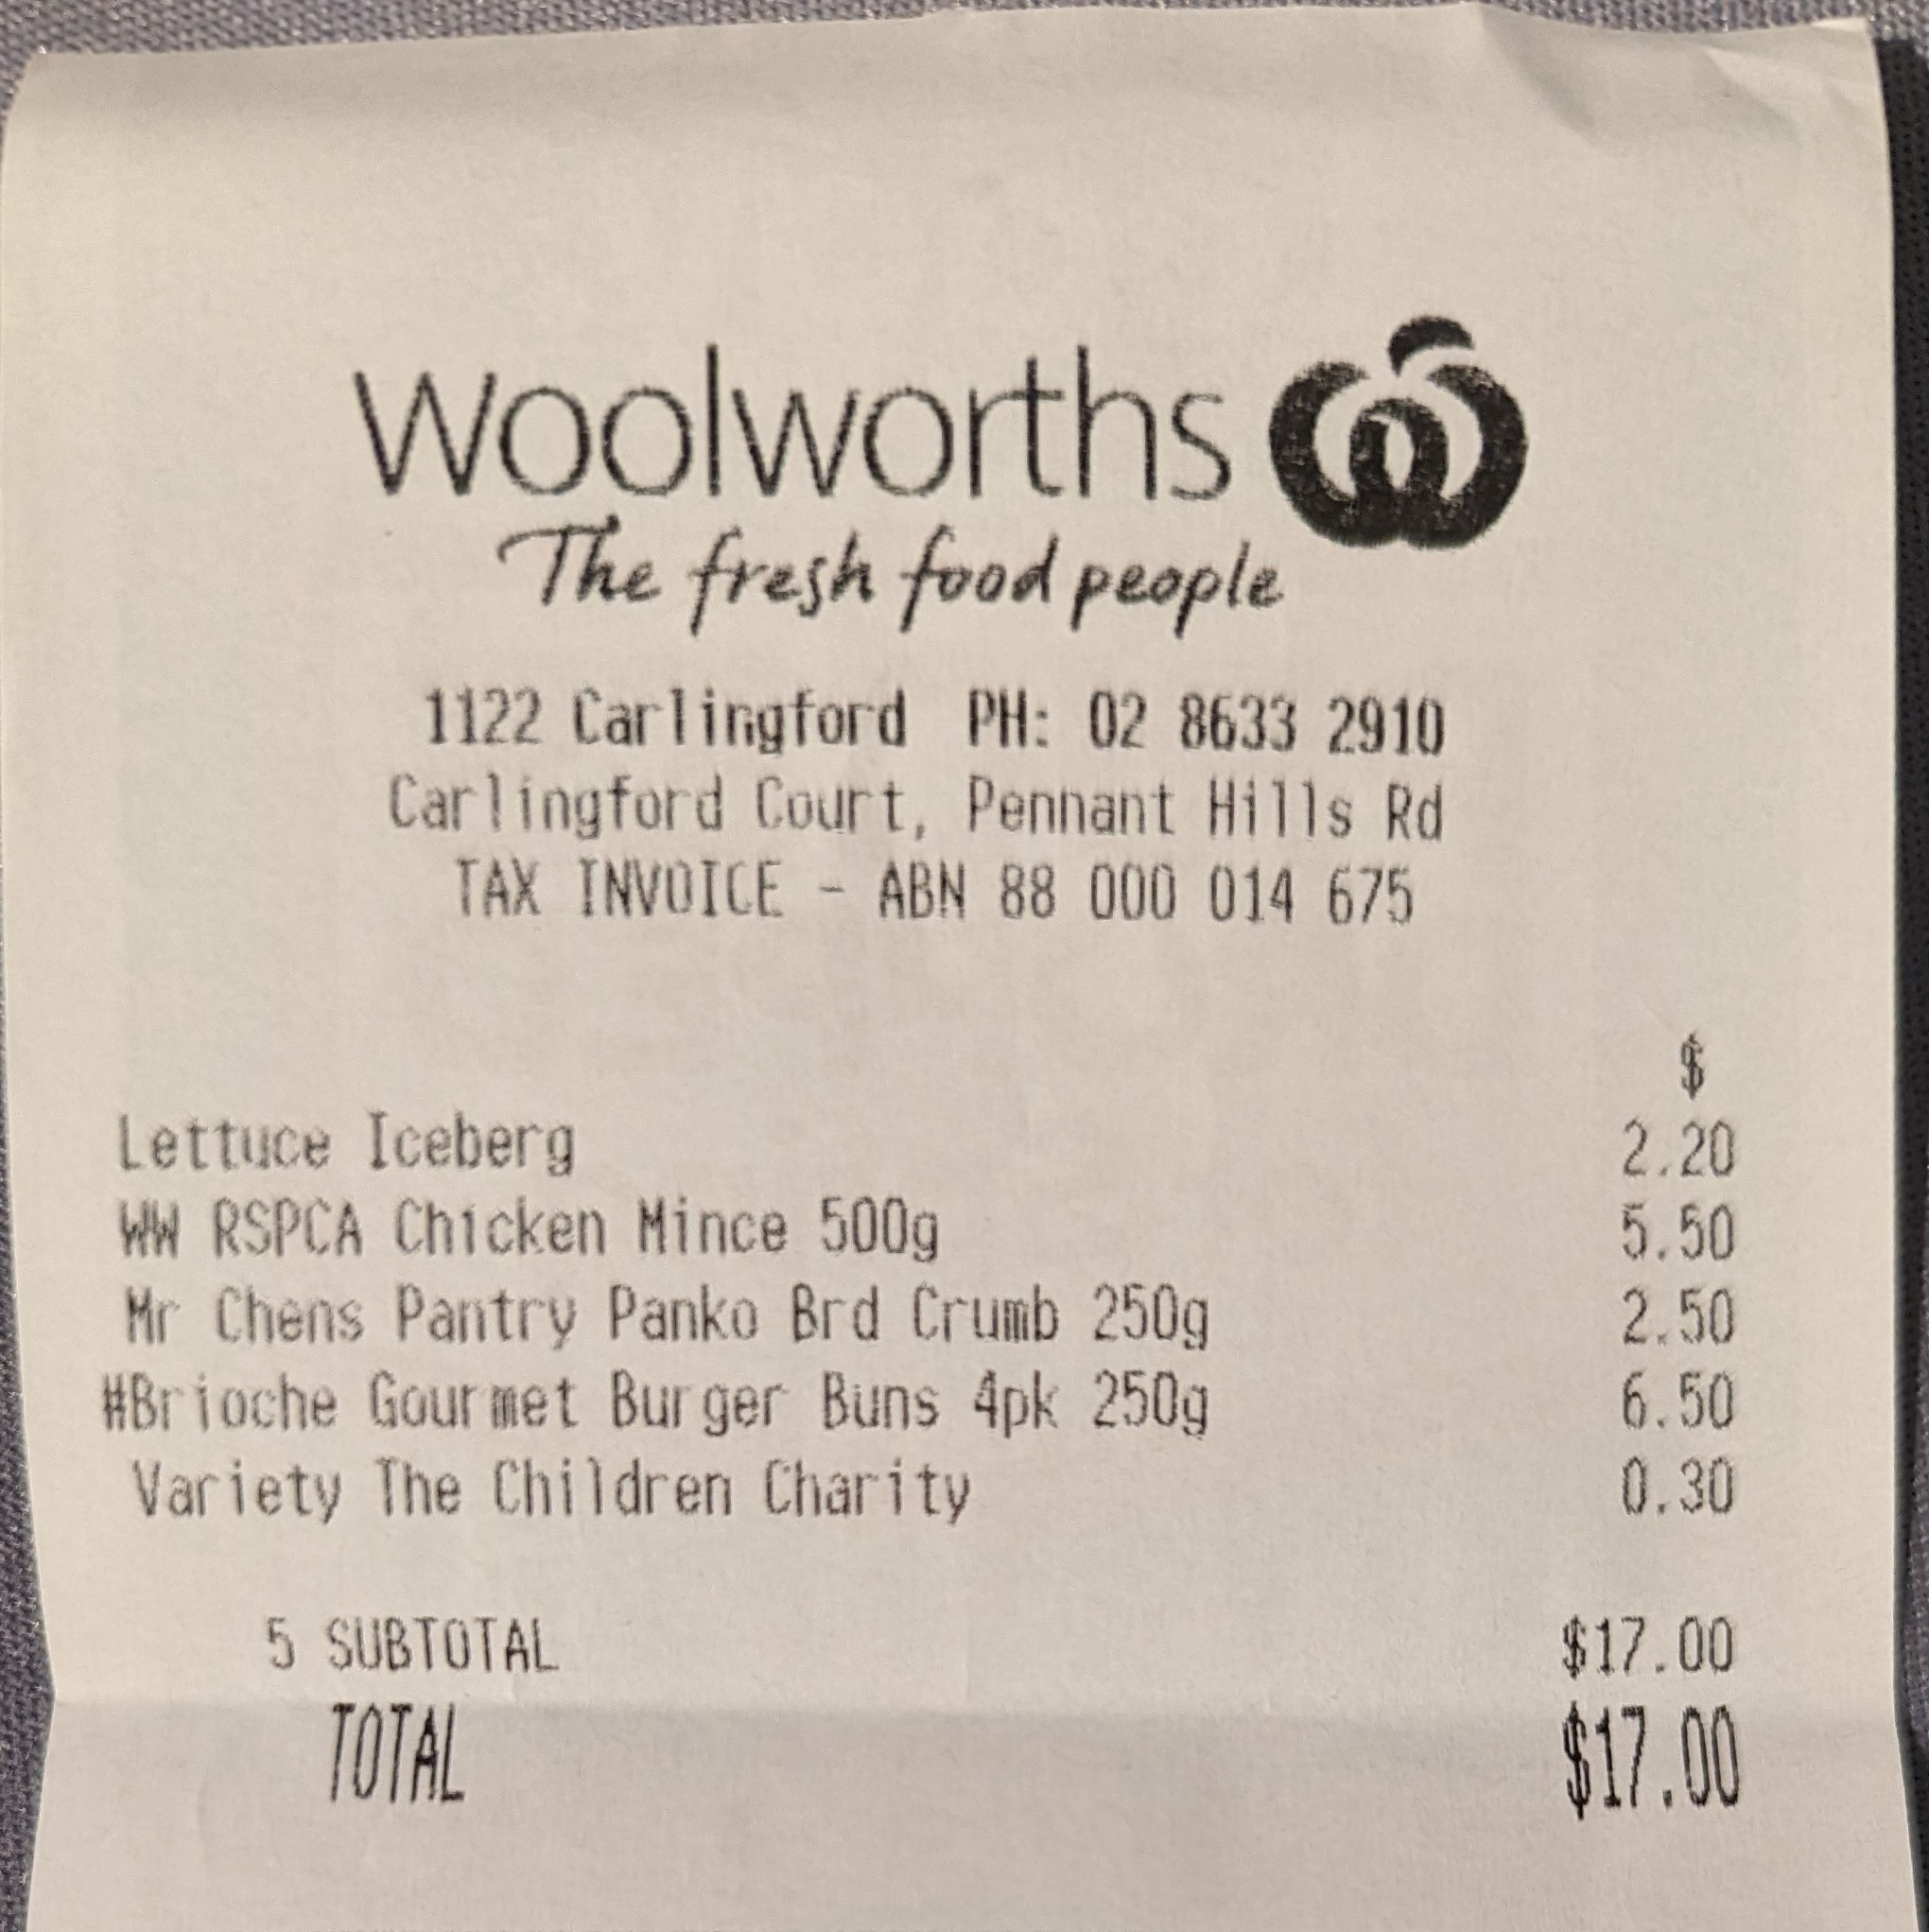 Woolworths
The fresh food people
1122 Carlingford PH: 02 8633 2910
Carlingford Court, Pennant Hills Rd
TAX INVOICE - ABN 88 000 014 675
$
Lettuce Iceberg 2.20
WW RSPCA Chicken Mince 500g 5.50
Mr Chens Pantry Panko Brd Crumb 250g 2.50
#Brioche Gourmet Burger Buns 4pk 250g 6.50
Variety The Children Charity 0.30
5 SUBTOTAL $17.00
TOTAL $17.00